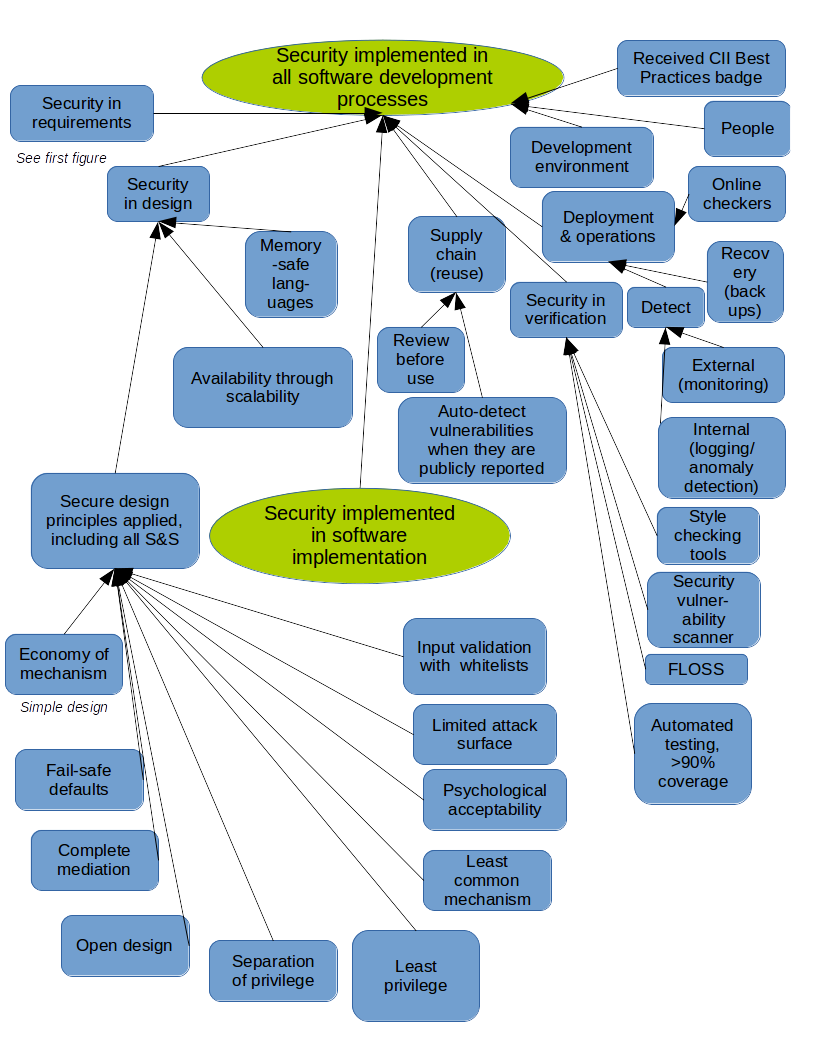 Security implemented in
all software development
processes
Received CII Best
Practices badge
Security in
requirements
See first figure
People
Development
environment
Security
in design
Online
checkers
Deployment
& operations
Memory
-safe
lang-
uages
Supply
chain
(reuse)
Recov
ery
(back
ups)
Security in
verification
Detect
Review
before
use
External
(monitoring)
Availability through
scalability
Auto-detect
vulnerabilities
when they are
publicly reported
Internal
(logging/
anomaly
detection)
Secure design
principles applied,
including all S&S
Security implemented
in software
implementation
Style
checking
tools
Security
vulner-
ability
scanner
FLOSS
Economy of
mechanism
Simple design
Input validation
with  whitelists
Limited attack
surface
Automated
testing,
>90%
coverage
Fail-safe
defaults
Psychological
acceptability
Complete
mediation
Least
common
mechanism
Open design
Separation
of privilege
Least
privilege